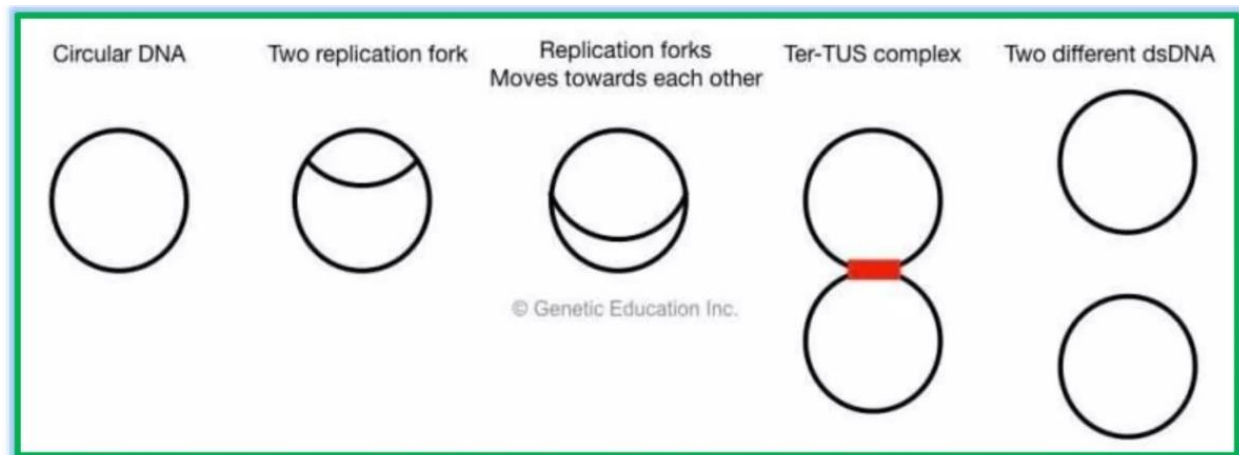 Circular DNA
Two replication fork
Replication forks
Moves towards each other
Ter-TUS complex
Two different dsDNA
© Genetic Education Inc.